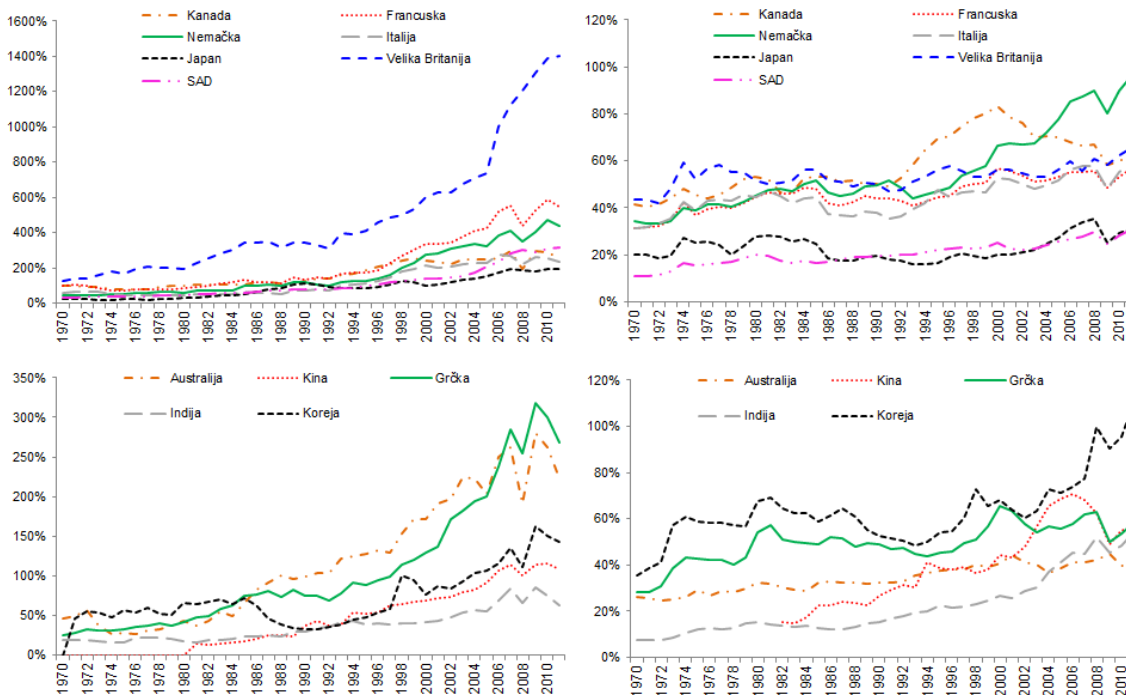 Kanada Francuska
Nemačka Italija
Japan Velika Britanija
SAD
1600%
1400%
1200%
1000%
800%
600%
400%
200%
0%
1970 1972 1974 1976 1978 1980 1982 1984 1986 1988 1990 1992 1994 1996 1998 2000 2002 2004 2006 2008 2010
Kanada Francuska
Nemačka Italija
Japan Velika Britanija
SAD
120%
100%
80%
60%
40%
20%
0%
1970 1972 1974 1976 1978 1980 1982 1984 1986 1988 1990 1992 1994 1996 1998 2000 2002 2004 2006 2008 2010
Australija Kina Grčka
Indija Koreja
350%
300%
250%
200%
150%
100%
50%
0%
1970 1972 1974 1976 1978 1980 1982 1984 1986 1988 1990 1992 1994 1996 1998 2000 2002 2004 2006 2008 2010
Australija Kina Grčka
Indija Koreja
120%
100%
80%
60%
40%
20%
0%
1970 1972 1974 1976 1978 1980 1982 1984 1986 1988 1990 1992 1994 1996 1998 2000 2002 2004 2006 2008 2010